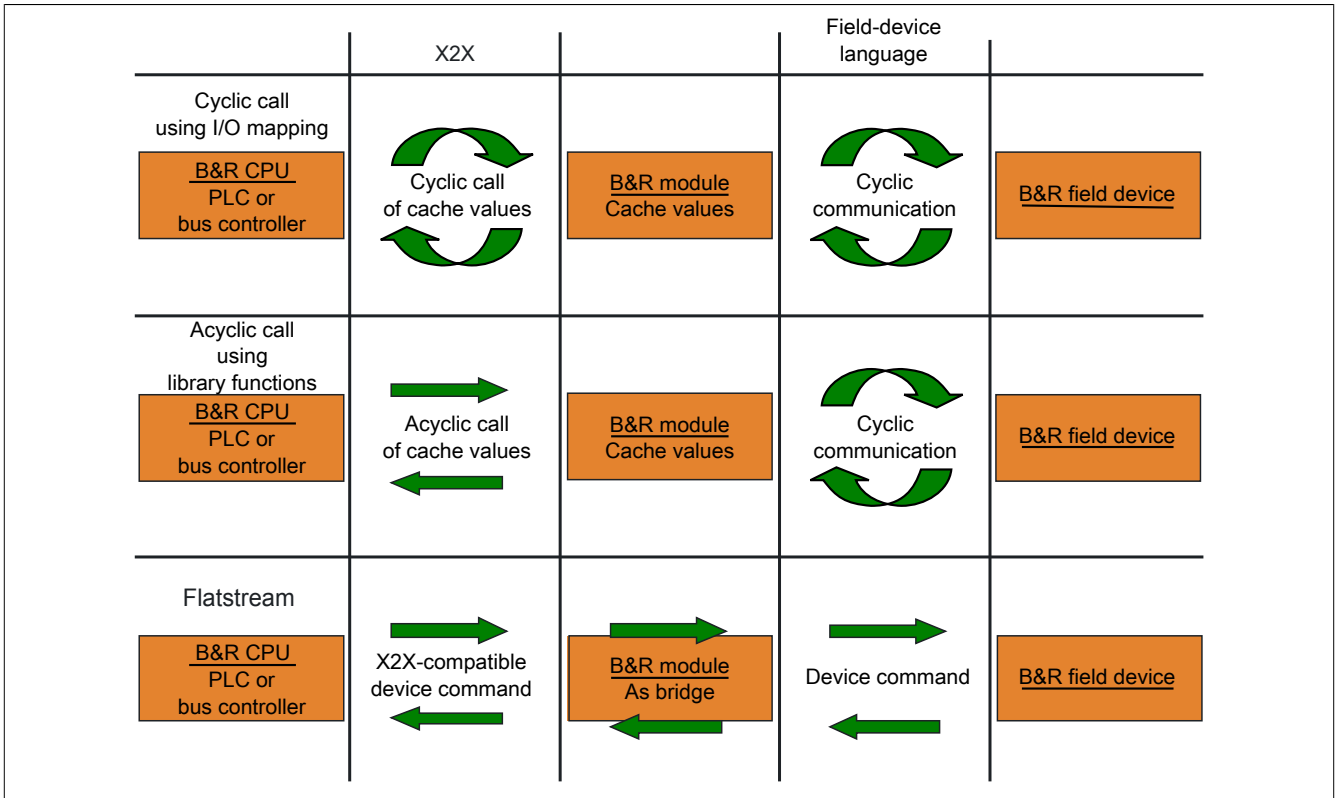 X2X
Field-device
language
Cyclic call
using I/O mapping
B&R CPU
PLC or
bus controller
Cyclic call
of cache values
B&R module
Cache values
Cyclic
communication
B&R field device
Acyclic call
using
library functions
B&R CPU
PLC or
bus controller
Acyclic call
of cache values
B&R module
Cache values
Cyclic
communication
B&R field device
Flatstream
B&R CPU
PLC or
bus controller
X2X-compatible
device command
B&R module
As bridge
Device command
B&R field device